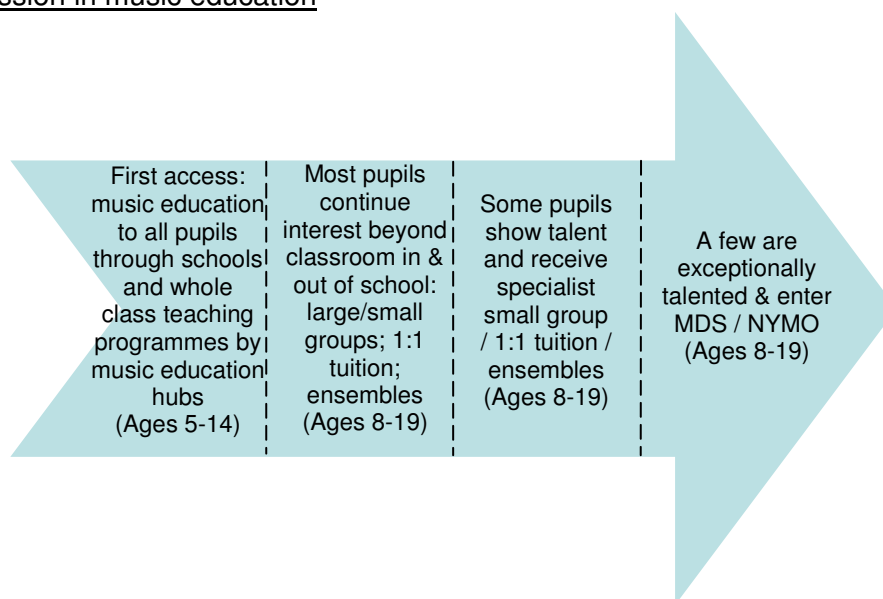 ssion in music education
First access:
music education
to all pupils
through schools
and whole
class teaching
programmes by
music education
hubs
(Ages 5-14)
Most pupils
continue
interest beyond
classroom in &
out of school:
large/small
groups; 1:1
tuition;
ensembles
(Ages 8-19)
Some pupils
show talent
and receive
specialist
small group
/ 1:1 tuition /
ensembles
(Ages 8-19)
A few are
exceptionally
talented & enter
MDS / NYMO
(Ages 8-19)